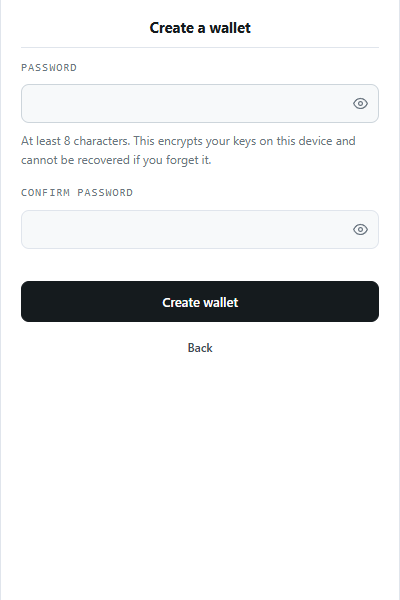 Create a wallet
PASSWORD
At least 8 characters. This encrypts your keys on this device and
cannot be recovered if you forget it.
CONFIRM PASSWORD
Create wallet
Back